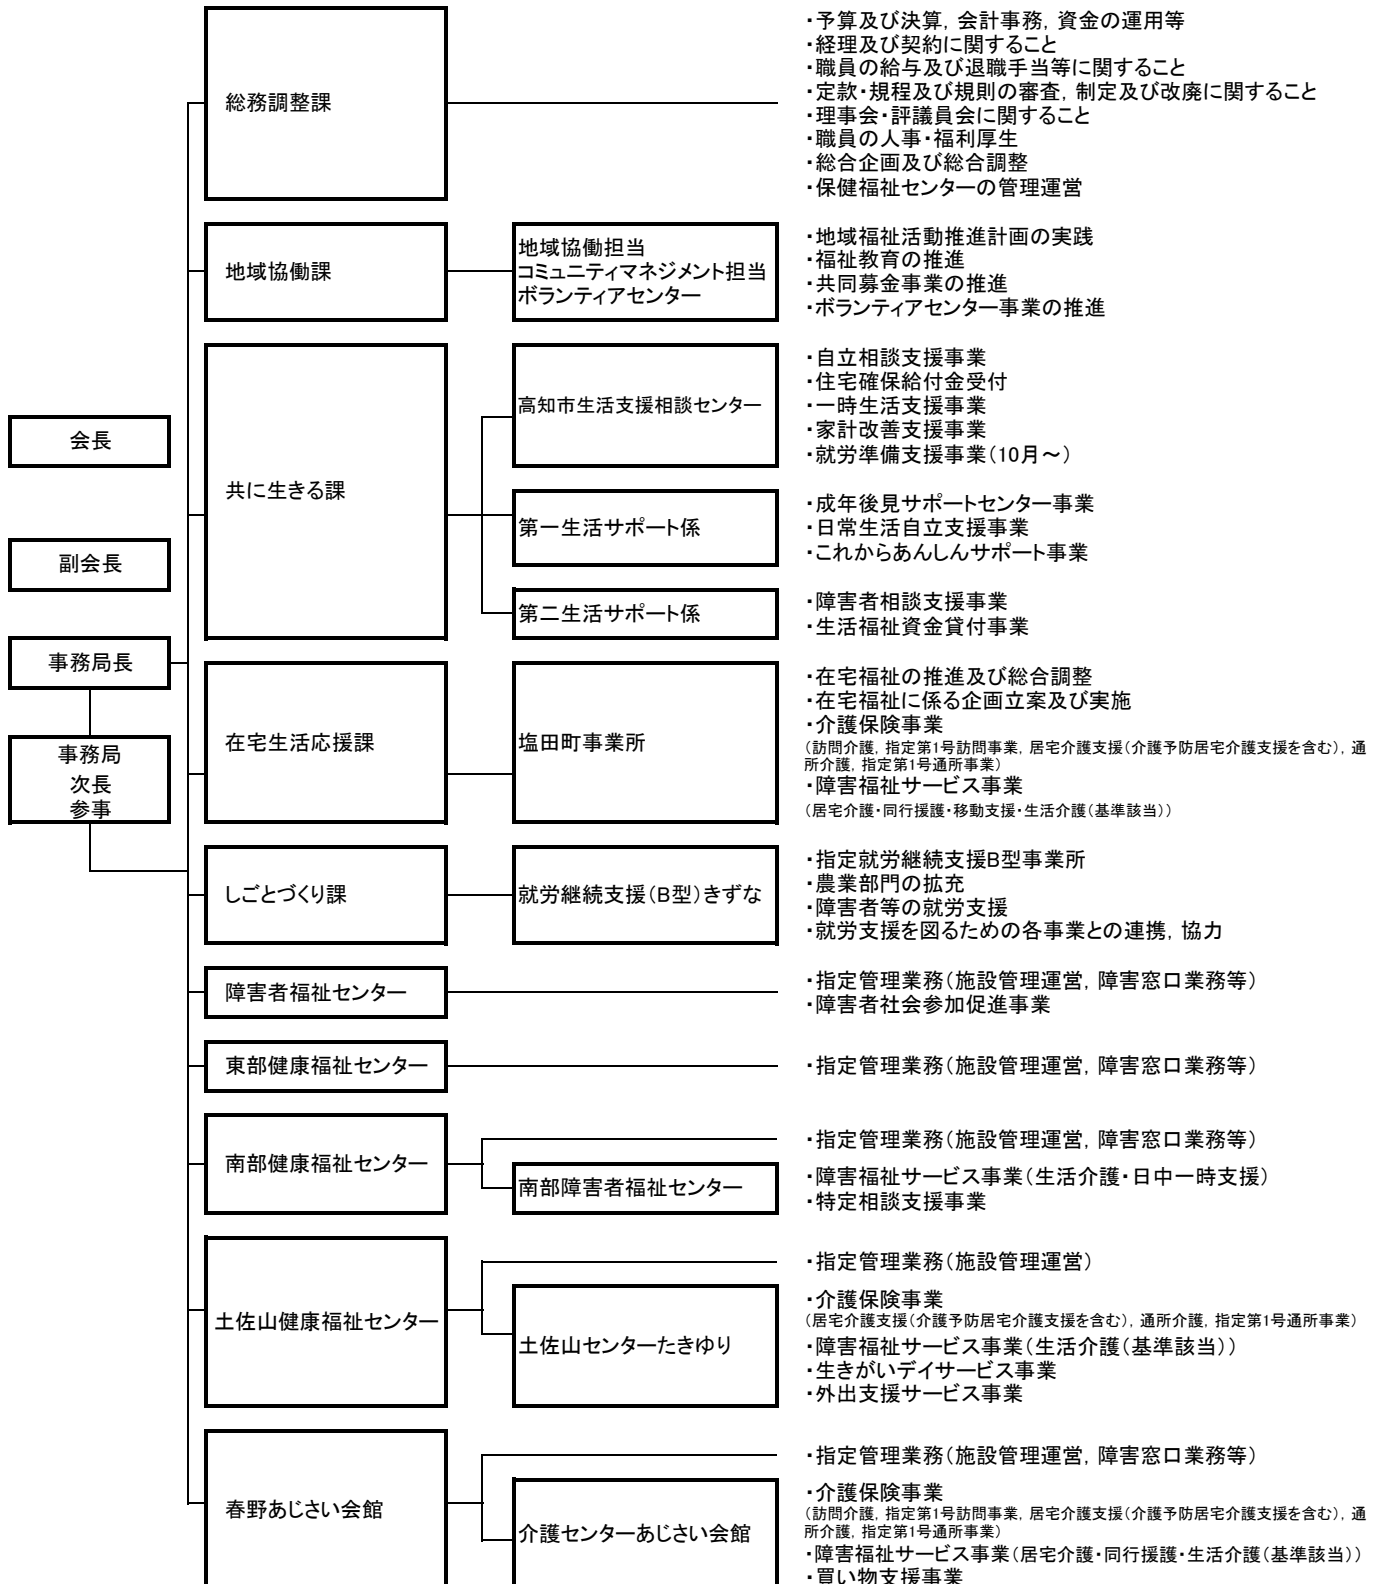 会長
副会長
事務局長
事務局
次長
参事
総務調整課
・予算及び決算, 会計事務, 資金の運用等
・経理及び契約に関すること
・職員の給与及び退職手当等に関すること
・定款・規程及び規則の審査, 制定及び改廃に関すること
・理事会・評議員会に関すること
・職員の人事・福利厚生
・総合企画及び総合調整
・保健福祉センターの管理運営
地域協働課
地域協働担当
コミュニティマネジメント担当
ボランティアセンター
・地域福祉活動推進計画の実践
・福祉教育の推進
・共同募金事業の推進
・ボランティアセンター事業の推進
共に生きる課
高知市生活支援相談センター
・自立相談支援事業
・住宅確保給付金受付
・一時生活支援事業
・家計改善支援事業
・就労準備支援事業(10月～)
第一生活サポート係
・成年後見サポートセンター事業
・日常生活自立支援事業
・これからあんしんサポート事業
第二生活サポート係
・障害者相談支援事業
・生活福祉資金貸付事業
在宅生活応援課
塩田町事業所
・在宅福祉の推進及び総合調整
・在宅福祉に係る企画立案及び実施
・介護保険事業
(訪問介護, 指定第1号訪問事業, 居宅介護支援(介護予防居宅介護支援を含む), 通
所介護, 指定第1号通所事業)
・障害福祉サービス事業
(居宅介護・同行援護・移動支援・生活介護(基準該当))
しごとづくり課
就労継続支援(B型)きずな
・指定就労継続支援B型事業所
・農業部門の拡充
・障害者等の就労支援
・就労支援を図るための各事業との連携, 協力
障害者福祉センター
・指定管理業務(施設管理運営, 障害窓口業務等)
・障害者社会参加促進事業
東部健康福祉センター
・指定管理業務(施設管理運営, 障害窓口業務等)
南部健康福祉センター
・指定管理業務(施設管理運営, 障害窓口業務等)
南部障害者福祉センター
・障害福祉サービス事業(生活介護・日中一時支援)
・特定相談支援事業
土佐山健康福祉センター
・指定管理業務(施設管理運営)
土佐山センターたきゆり
・介護保険事業
(居宅介護支援(介護予防居宅介護支援を含む), 通所介護, 指定第1号通所事業)
・障害福祉サービス事業(生活介護(基準該当))
・生きがいデイサービス事業
・外出支援サービス事業
春野あじさい会館
・指定管理業務(施設管理運営, 障害窓口業務等)
介護センターあじさい会館
・介護保険事業
(訪問介護, 指定第1号訪問事業, 居宅介護支援(介護予防居宅介護支援を含む), 通
所介護, 指定第1号通所事業)
・障害福祉サービス事業(居宅介護・同行援護・生活介護(基準該当))
・買い物支援事業